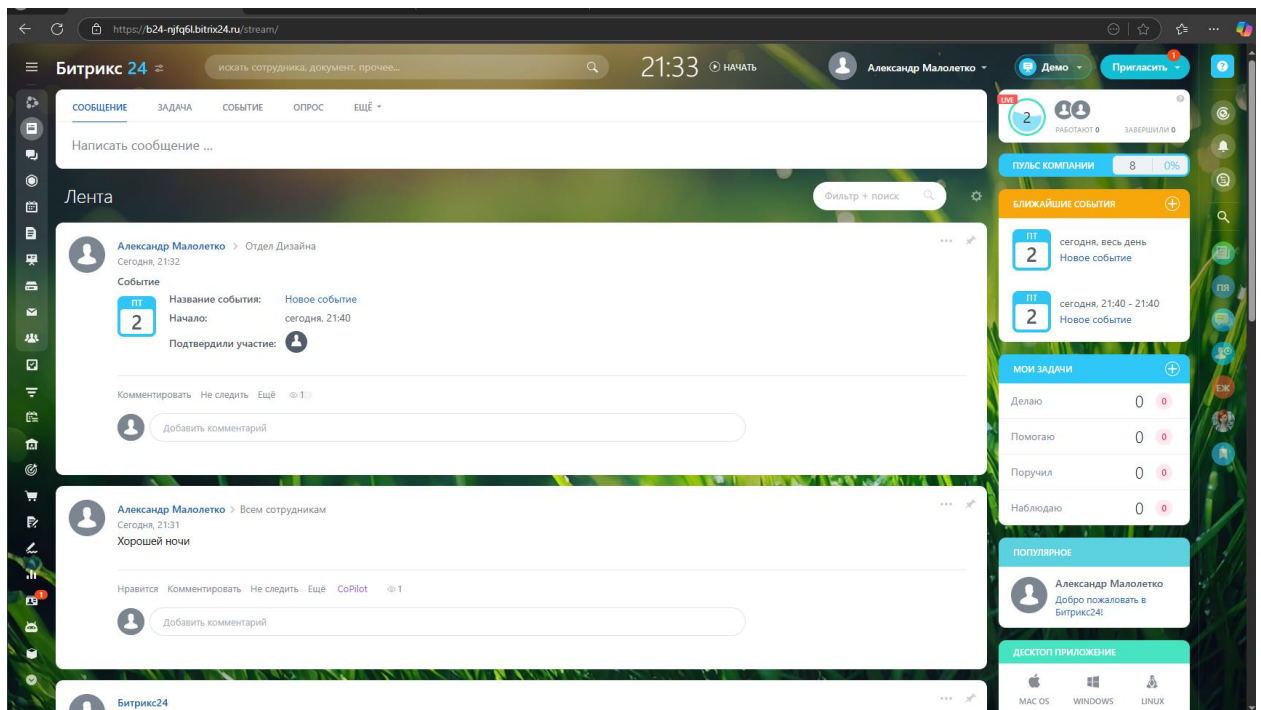 https://b24-njfq6l.bitrix24.ru/stream/
Битрикс 24
искать сотрудника, документ, прочее...
21:33 НАЧАТЬ
Александр Малолетко
Демо
Пригласить
1
СООБЩЕНИЕ ЗАДАЧА СОБЫТИЕ ОПРОС ЕЩЁ
Написать сообщение ...
Лента
Фильтр + поиск
Александр Малолетко > Отдел Дизайна
Сегодня, 21:32
Событие
ПТ
2
Название события: Новое событие
Начало: сегодня, 21:40
Подтвердили участие:
Комментировать Не следить Ещё 1
Добавить комментарий
Александр Малолетко > Всем сотрудникам
Сегодня, 21:31
Хорошей ночи
Нравится Комментировать Не следить Ещё CoPilot 1
Добавить комментарий
Битрикс24
LIVE
2
РАБОТАЮТ 0 ЗАВЕРШИЛИ 0
ПУЛЬС КОМПАНИИ 8 0%
БЛИЖАЙШИЕ СОБЫТИЯ
ПТ
2
сегодня, весь день
Новое событие
ПТ
2
сегодня, 21:40 - 21:40
Новое событие
МОИ ЗАДАЧИ
Делаю 0 0
Помогаю 0 0
Поручил 0 0
Наблюдаю 0 0
ПОПУЛЯРНОЕ
Александр Малолетко
Добро пожаловать в
Битрикс24!
ДЕСКТОП ПРИЛОЖЕНИЕ
MAC OS WINDOWS LINUX
ПЯ
ЕЖ
1